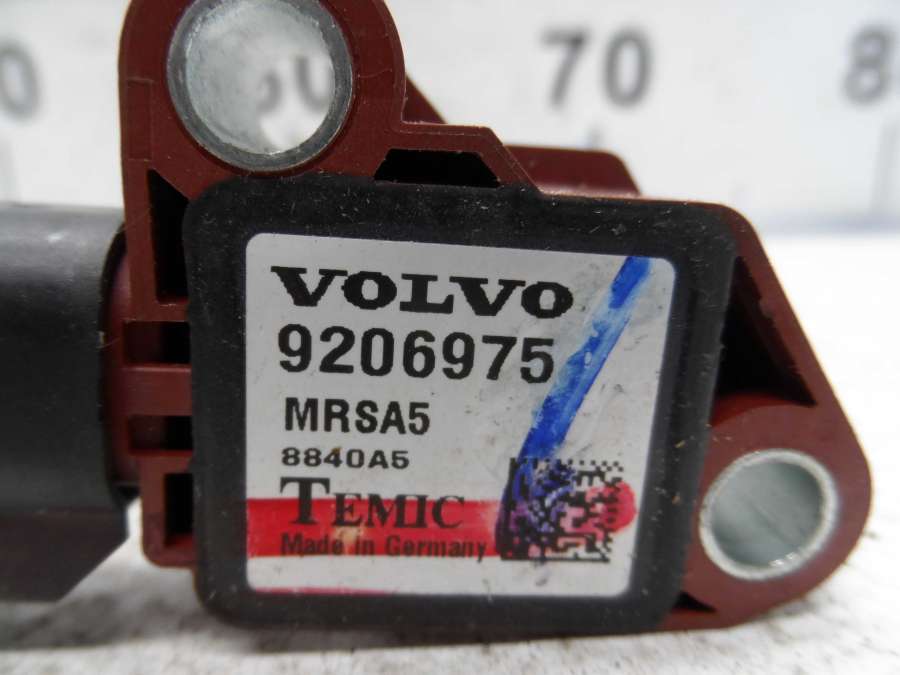 70
VOLVO
9206975
MRSA5
8840A5
TEMIC
Made in Germany